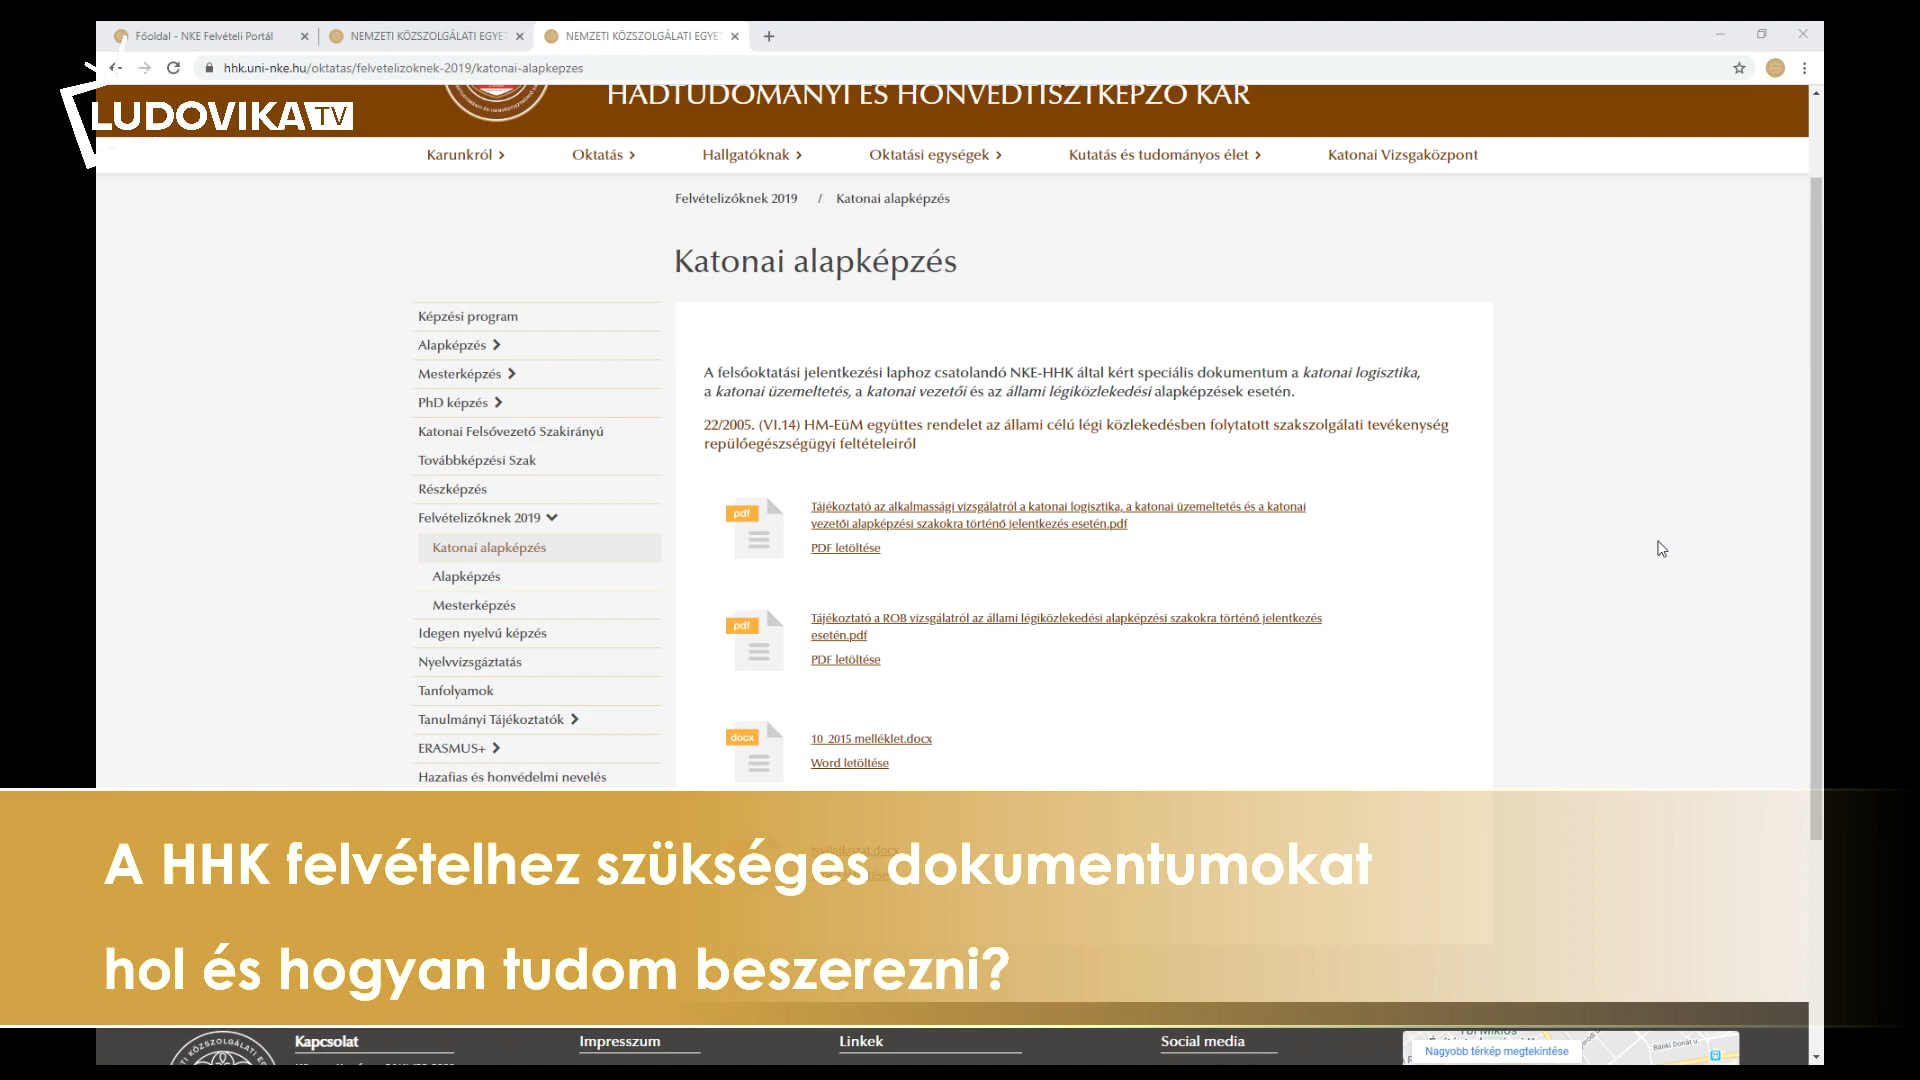 Főoldal - NKE Felvételi Portál
NEMZETI KÖZSZOLGÁLATI EGYET
NEMZETI KÖZSZOLGÁLATI EGYE
hhk.uni-nke.hu/oktatas/felvetelizoknek-2019/katonai-alapkepzes
LUDOVIKA TV
HADTUDOMÁNYI ÉS HONVÉDTISZTKÉPZŐ KAR
Karunkról
Oktatás
Hallgatóknak
Oktatási egységek
Kutatás és tudományos élet
Katonai Vizsgaközpont
Felvételizőknek 2019 / Katonai alapképzés
Katonai alapképzés
Képzési program
Alapképzés
Mesterképzés
PhD képzés
Katonai Felsővezető Szakirányú
Továbbképzési Szak
Részképzés
Felvételizőknek 2019
Katonai alapképzés
Alapképzés
Mesterképzés
Idegen nyelvű képzés
Nyelvvizsgáztatás
Tanfolyamok
Tanulmányi Tájékoztatók
ERASMUS+
Hazafias és honvédelmi nevelés
A felsőoktatási jelentkezési laphoz csatolandó NKE-HHK által kért speciális dokumentum a katonai logisztika,
a katonai üzemeltetés, a katonai vezetői és az állami légiközlekedési alapképzések esetén.
22/2005. (VI.14) HM-EüM együttes rendelet az állami célú légi közlekedésben folytatott szakszolgálati tevékenység
repülőegészségügyi feltételeiről
pdf
Tájékoztató az alkalmassági vizsgálatról a katonai logisztika, a katonai üzemeltetés és a katonai
vezetői alapképzési szakokra történő jelentkezés esetén.pdf
PDF letöltése
pdf
Tájékoztató a ROB vizsgálatról az állami légiközlekedési alapképzési szakokra történő jelentkezés
esetén.pdf
PDF letöltése
docx
10_2015 melléklet.docx
Word letöltése
A HHK felvételhez szükséges dokumentumokat
hol és hogyan tudom beszerezni?
Kapcsolat
Impresszum
Linkek
Social media
Nagyobb térkép megtekintése
Bánki Donát u.